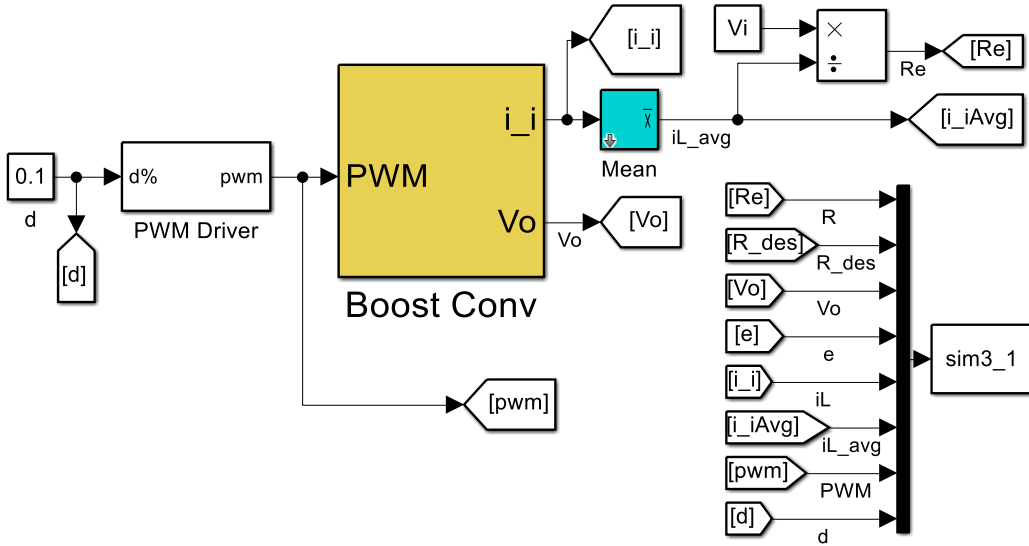 0.1
d
[d]
d%
pwm
PWM Driver
PWM
i_i
Vo
Boost Conv
[pwm]
[i_i]
x
Mean
iL_avg
Vo
[Vo]
Vi
×
÷
Re
[Re]
[i_iAvg]
[Re]
R
[R_des]
R_des
[Vo]
Vo
[e]
e
[i_i]
iL
[i_iAvg]
iL_avg
[pwm]
PWM
[d]
d
sim3_1